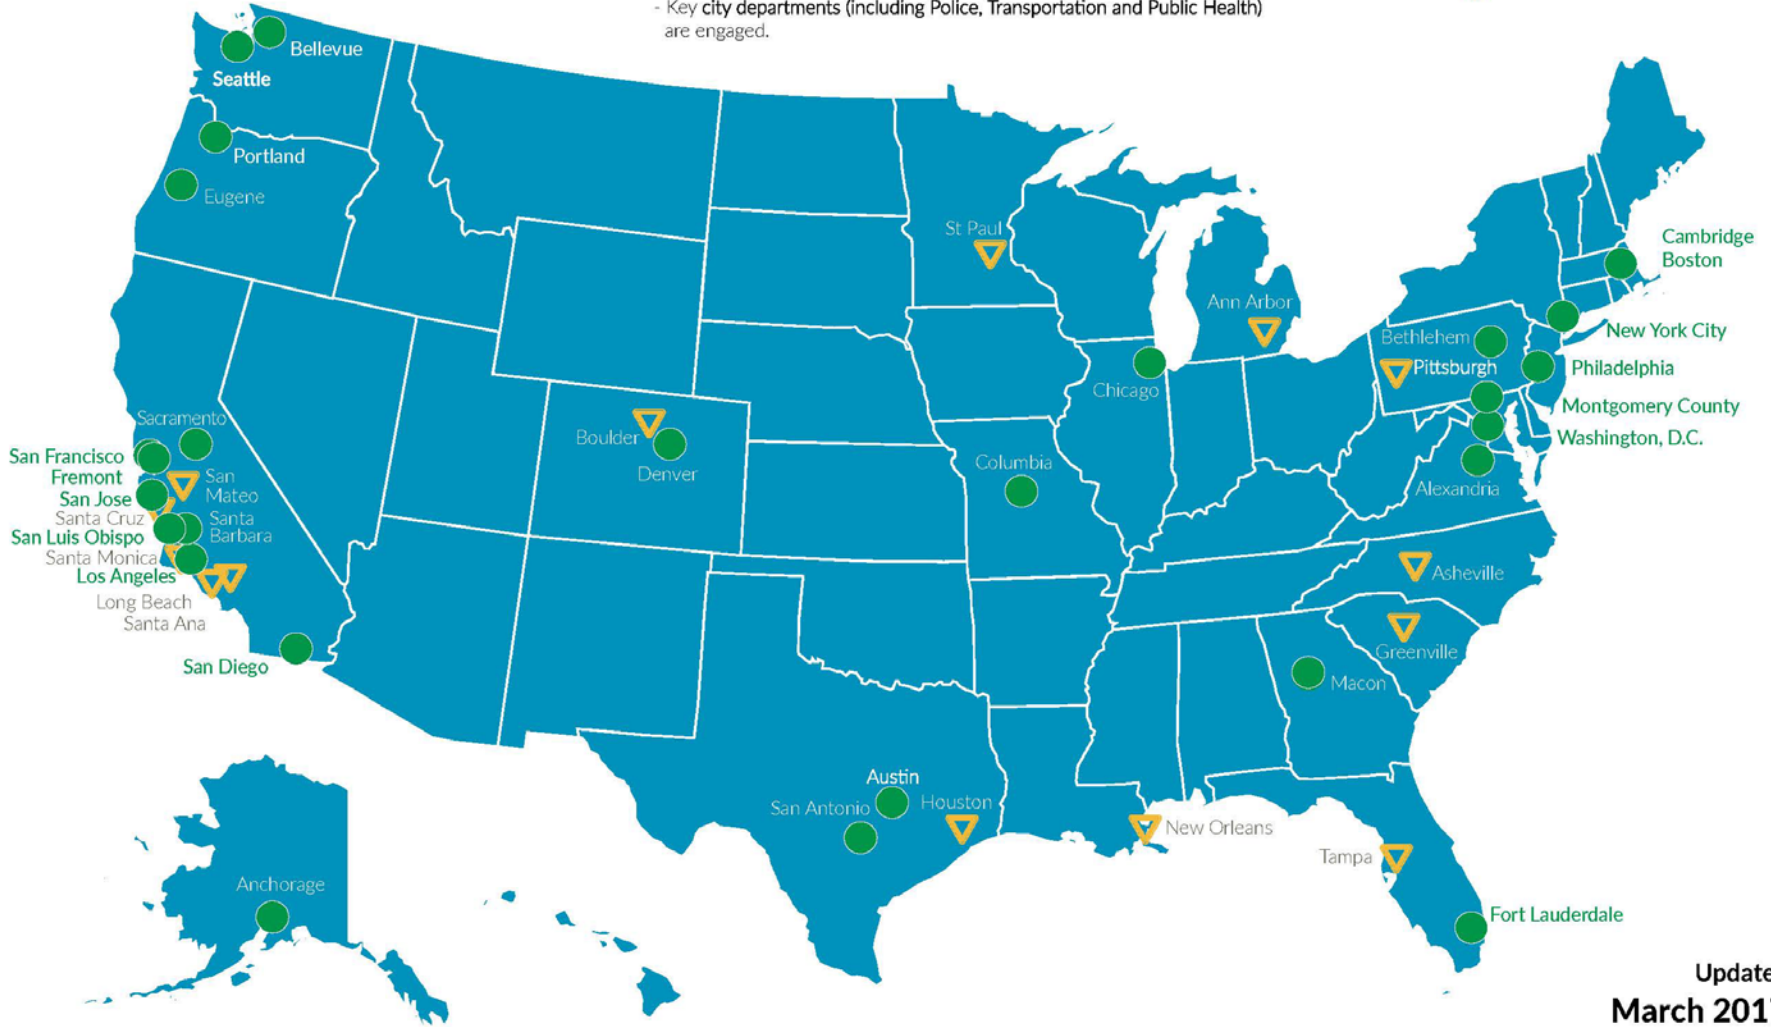 - Key city departments (including Police, Transportation and Public Health)
are engaged.
Bellevue
Seattle
Portland
Eugene
St Paul
Cambridge
Boston
Ann Arbor
New York City
Bethlehem
Pittsburgh
Philadelphia
Chicago
Montgomery County
Washington, D.C.
Sacramento
Boulder
Denver
Columbia
Alexandria
San Francisco
Fremont
San
Mateo
San Jose
Santa Cruz
Santa
Barbara
San Luis Obispo
Santa Monica
Los Angeles
Long Beach
Santa Ana
San Diego
Asheville
Greenville
Macon
Austin
San Antonio
Houston
New Orleans
Tampa
Anchorage
Fort Lauderdale
Update
March 201